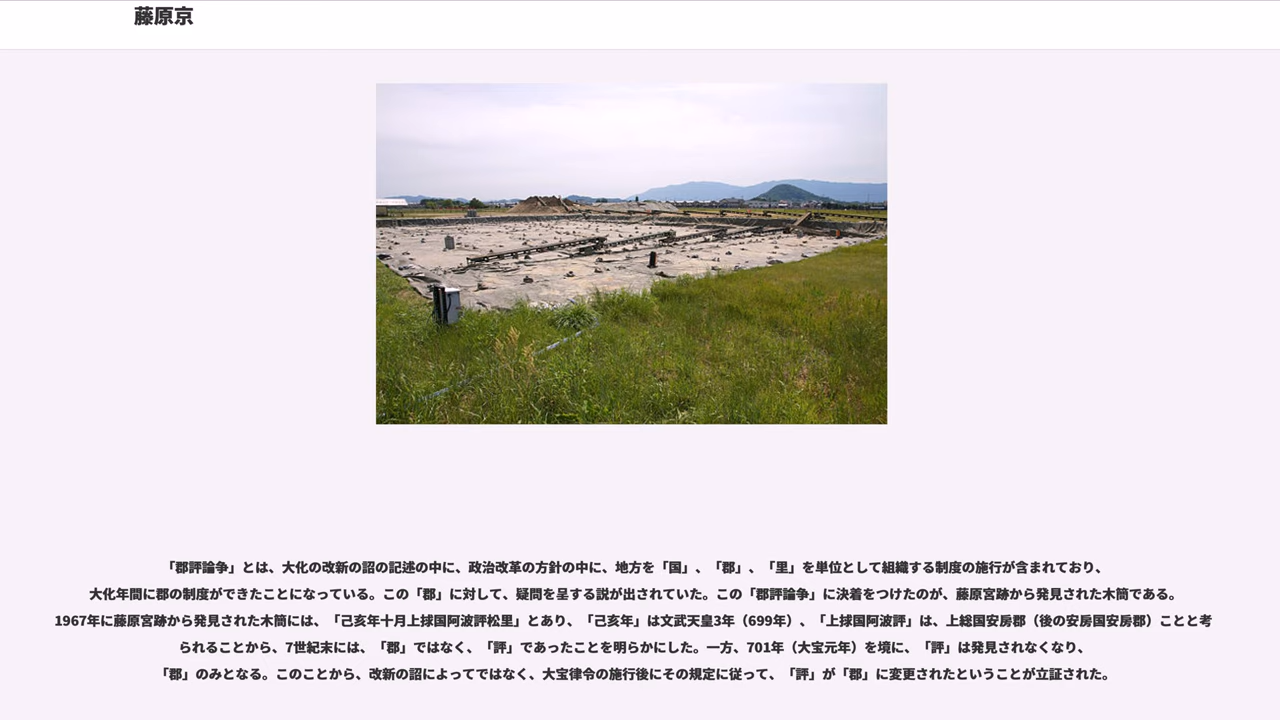 藤原京
「郡評論争」とは、大化の改新の詔の記述の中に、政治改革の方針の中に、地方を「国」、「郡」、「里」を単位として組織する制度の施行が含まれており、
大化年間に郡の制度ができたことになっている。この「郡」に対して、疑問を呈する説が出されていた。この「郡評論争」に決着をつけたのが、藤原宮跡から発見された木簡である。
1967年に藤原宮跡から発見された木簡には、「己亥年十月上球国阿波評松里」とあり、「己亥年」は文武天皇3年（699年）、「上球国阿波評」は、上総国安房郡（後の安房国安房郡）ことと考
られることから、7世紀末には、「郡」ではなく、「評」であったことを明らかにした。一方、701年（大宝元年）を境に、「評」は発見されなくなり、
「郡」のみとなる。このことから、改新の詔によってではなく、大宝律令の施行後にその規定に従って、「評」が「郡」に変更されたということが立証された。